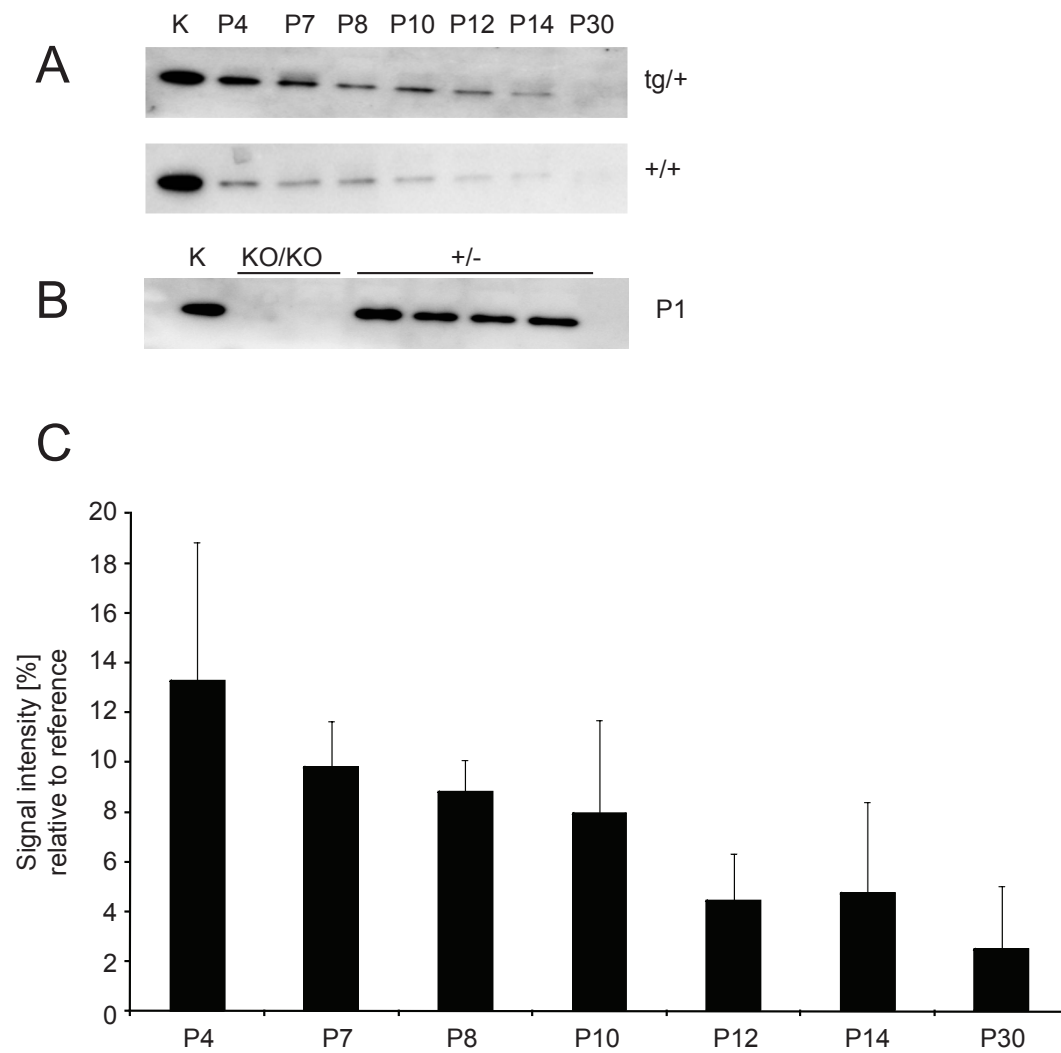 K P4 P7 P8 P10 P12 P14 P30
A
tg/+
+/+
K KO/KO +/-
B
P1
C
Signal intensity [%]
relative to reference
20
18
16
14
12
10
8
6
4
2
0
P4 P7 P8 P10 P12 P14 P30